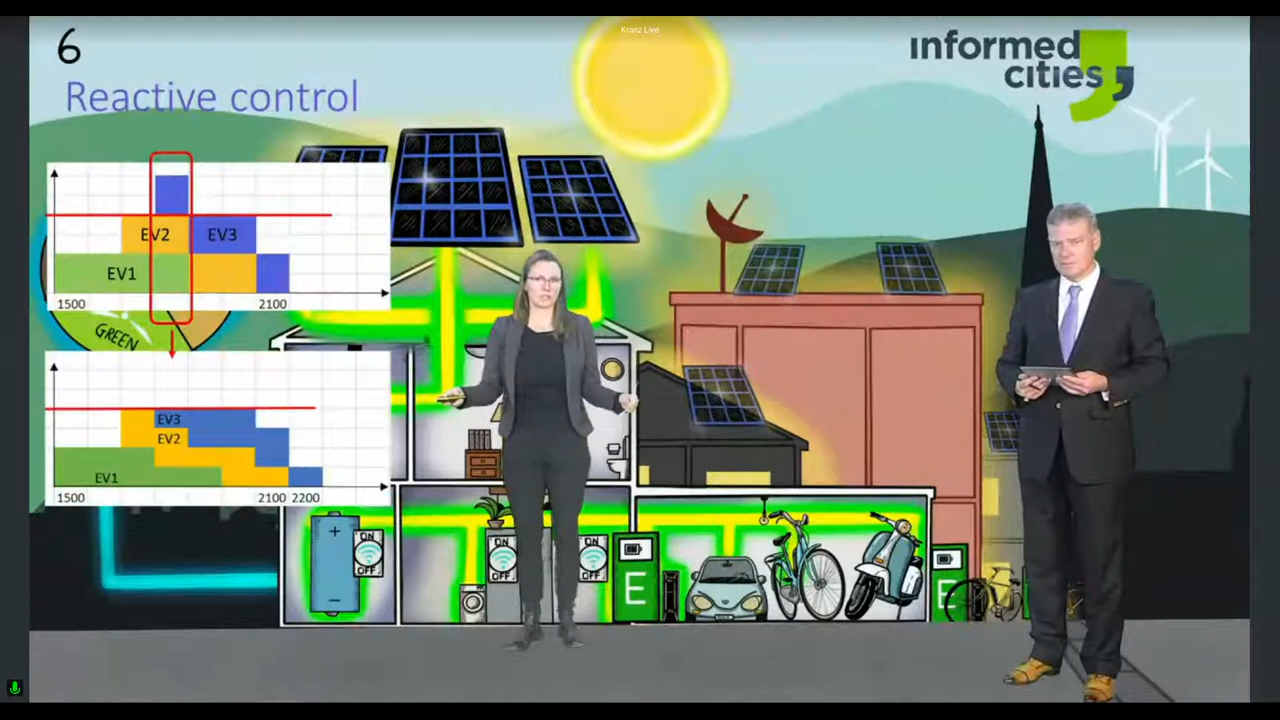 Kranz Live
6
Reactive control
informed
cities
EV2
EV3
EV1
1500
2100
GREEN
EV3
EV2
EV1
1500
2100
2200
+
ON
OFF
-
ON
OFF
ON
OFF
E
E